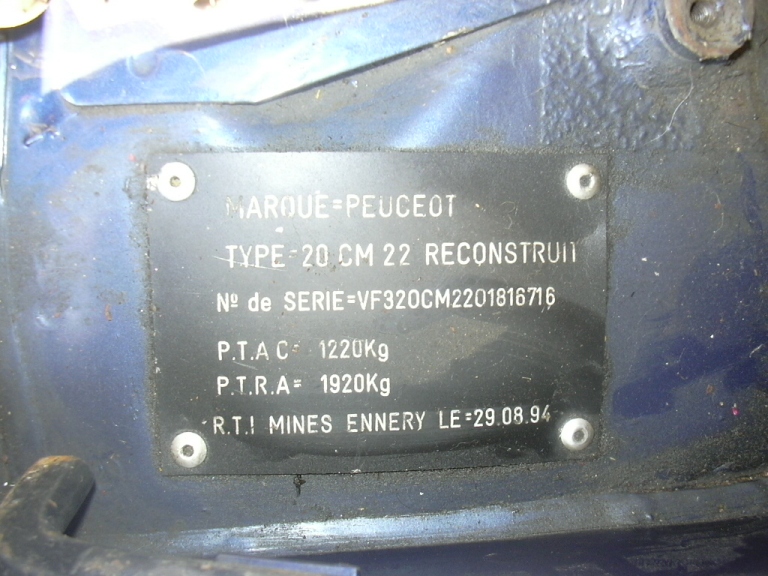 MARQUE=PEUGEOT
TYPE=20 CM 22 RECONSTRUIT
Nº de SERIE=VF320CM2201816716
P.T.A C= 1220Kg
P.T.R.A= 1920Kg
R.T.I MINES ENNERY LE=29.08.94